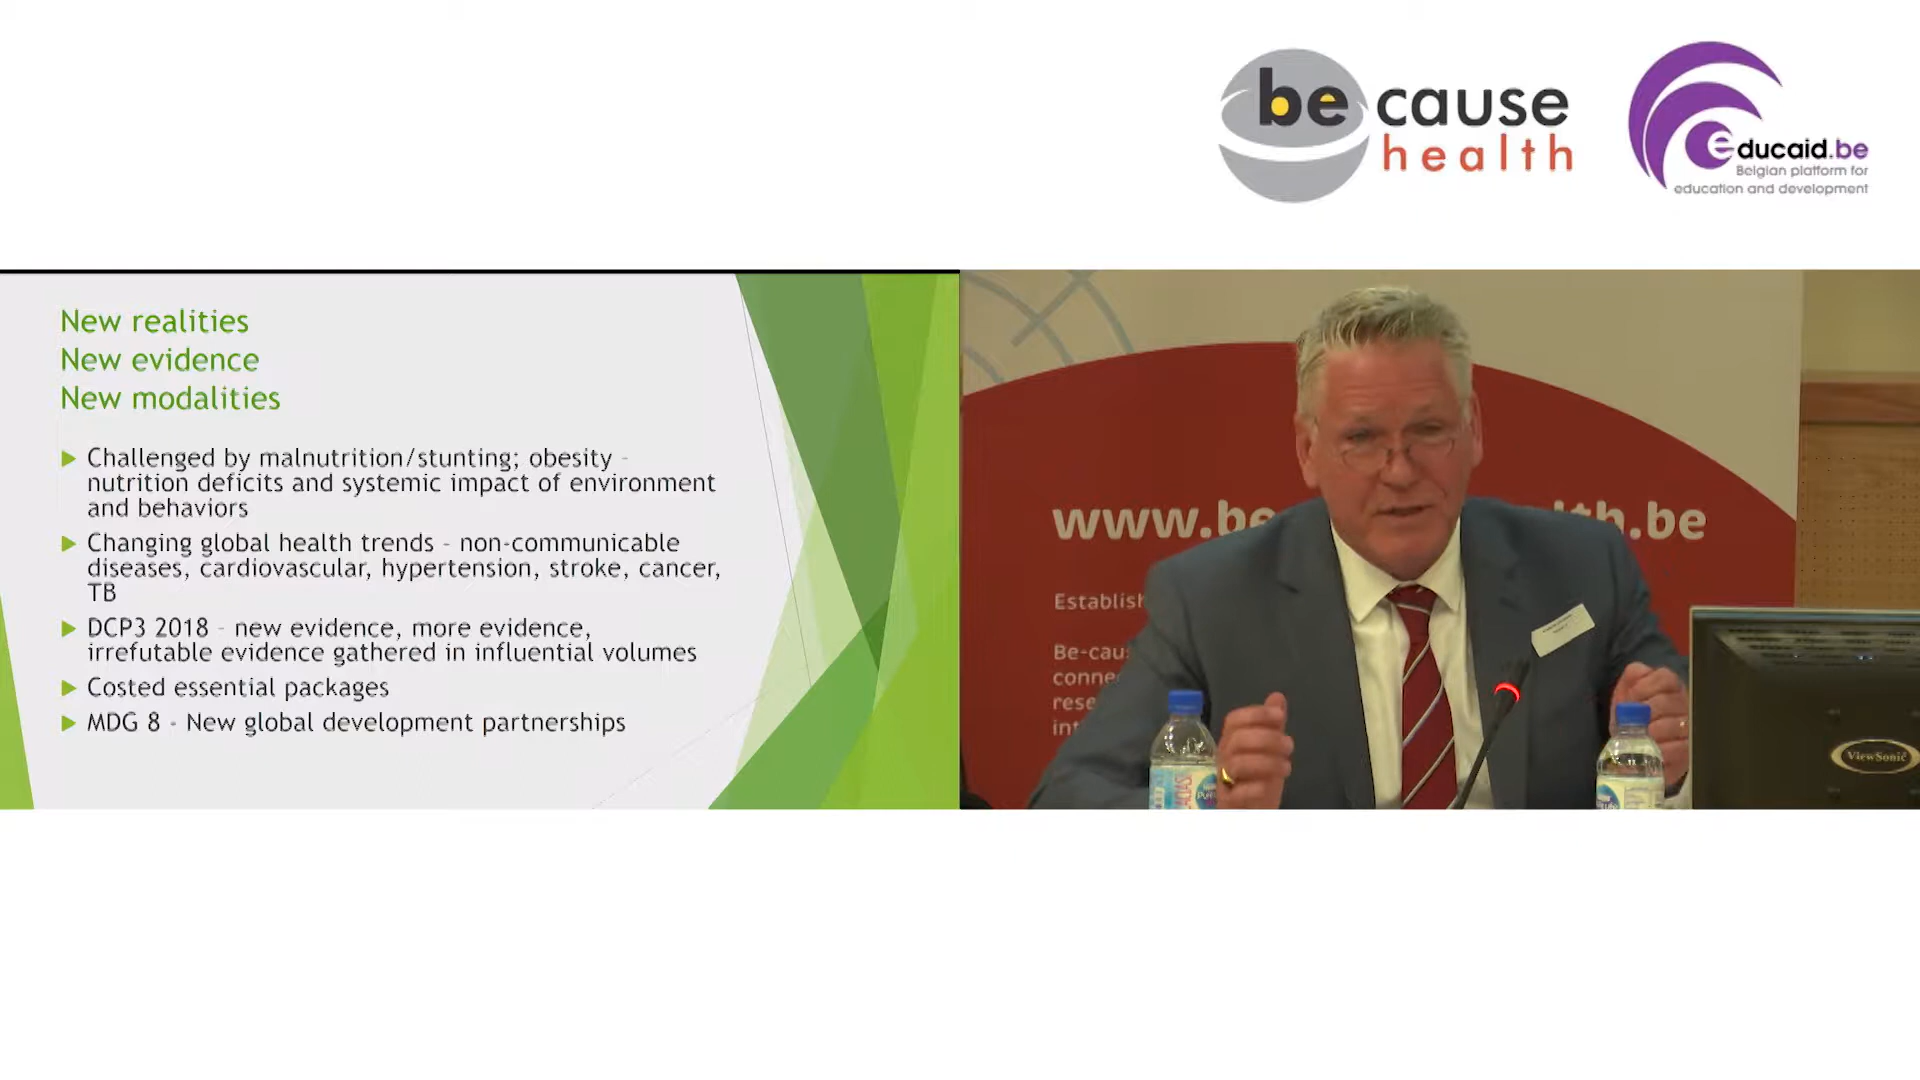 be cause
health
educaid.be
Belgian platform for
education and development
New realities
New evidence
New modalities
Challenged by malnutrition/stunting; obesity -
nutrition deficits and systemic impact of environment
and behaviors
Changing global health trends - non-communicable
diseases, cardiovascular, hypertension, stroke, cancer,
TB
DCP3 2018 - new evidence, more evidence,
irrefutable evidence gathered in influential volumes
Costed essential packages
MDG 8 - New global development partnerships
www.be th.be
Establis
Be-cau
conne
rese
int
ViewSonic